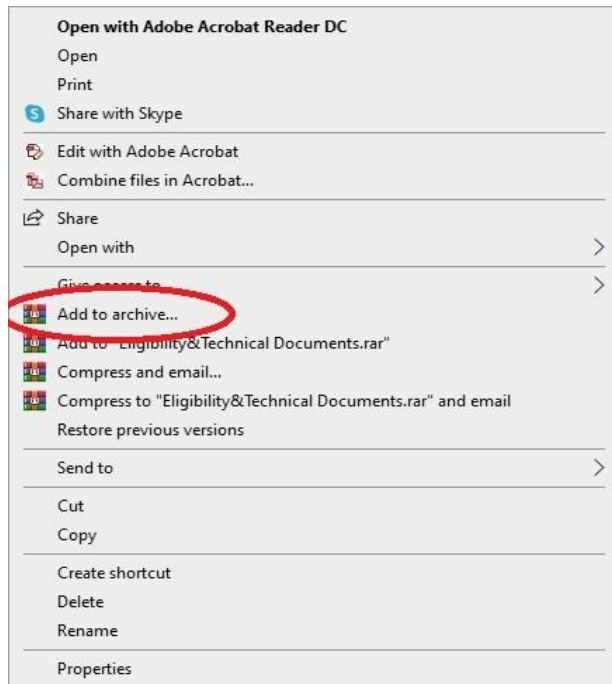 Open with Adobe Acrobat Reader DC
Open
Print
Share with Skype
Edit with Adobe Acrobat
Combine files in Acrobat...
Share
Open with
Give access to
Add to archive...
Add to "Eligibility&Technical Documents.rar"
Compress and email...
Compress to "Eligibility&Technical Documents.rar" and email
Restore previous versions
Send to
Cut
Copy
Create shortcut
Delete
Rename
Properties